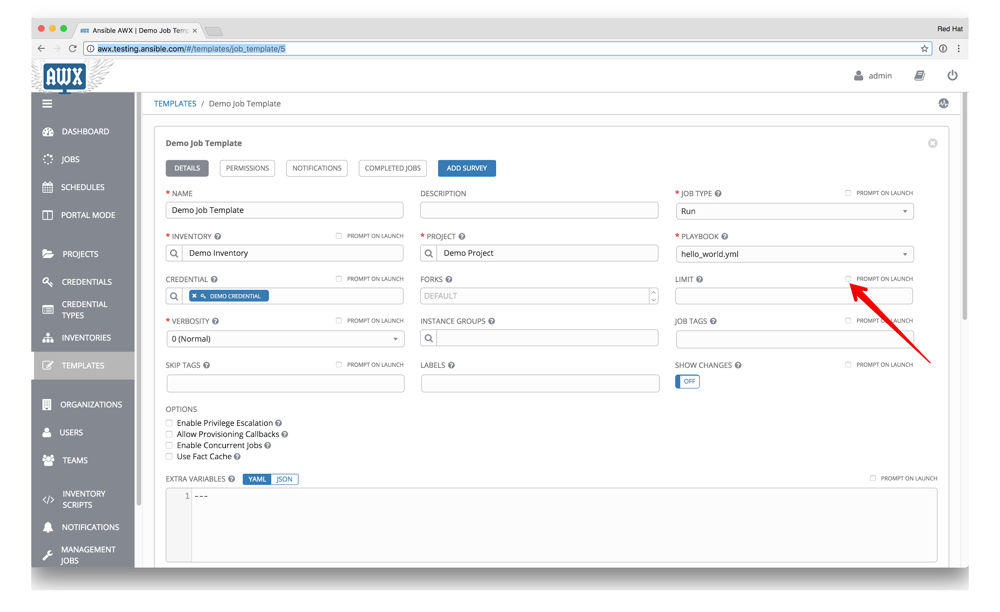 AWX Ansible AWX | Demo Job Temp
Red Hat
awx.testing.ansible.com/#/templates/job_template/5
AWX
admin
TEMPLATES / Demo Job Template
DASHBOARD
JOBS
SCHEDULES
PORTAL MODE
PROJECTS
CREDENTIALS
CREDENTIAL
TYPES
INVENTORIES
TEMPLATES
ORGANIZATIONS
USERS
TEAMS
INVENTORY
SCRIPTS
NOTIFICATIONS
MANAGEMENT
JOBS
Demo Job Template
DETAILS PERMISSIONS NOTIFICATIONS COMPLETED JOBS ADD SURVEY
* NAME DESCRIPTION * JOB TYPE PROMPT ON LAUNCH
Demo Job Template Run
* INVENTORY PROMPT ON LAUNCH * PROJECT * PLAYBOOK
Demo Inventory Demo Project hello_world.yml
CREDENTIAL PROMPT ON LAUNCH FORKS LIMIT PROMPT ON LAUNCH
DEMO CREDENTIAL DEFAULT
* VERBOSITY PROMPT ON LAUNCH INSTANCE GROUPS JOB TAGS PROMPT ON LAUNCH
0 (Normal)
SKIP TAGS PROMPT ON LAUNCH LABELS SHOW CHANGES PROMPT ON LAUNCH
OFF
OPTIONS
Enable Privilege Escalation
Allow Provisioning Callbacks
Enable Concurrent Jobs
Use Fact Cache
EXTRA VARIABLES YAML JSON PROMPT ON LAUNCH
1 ---